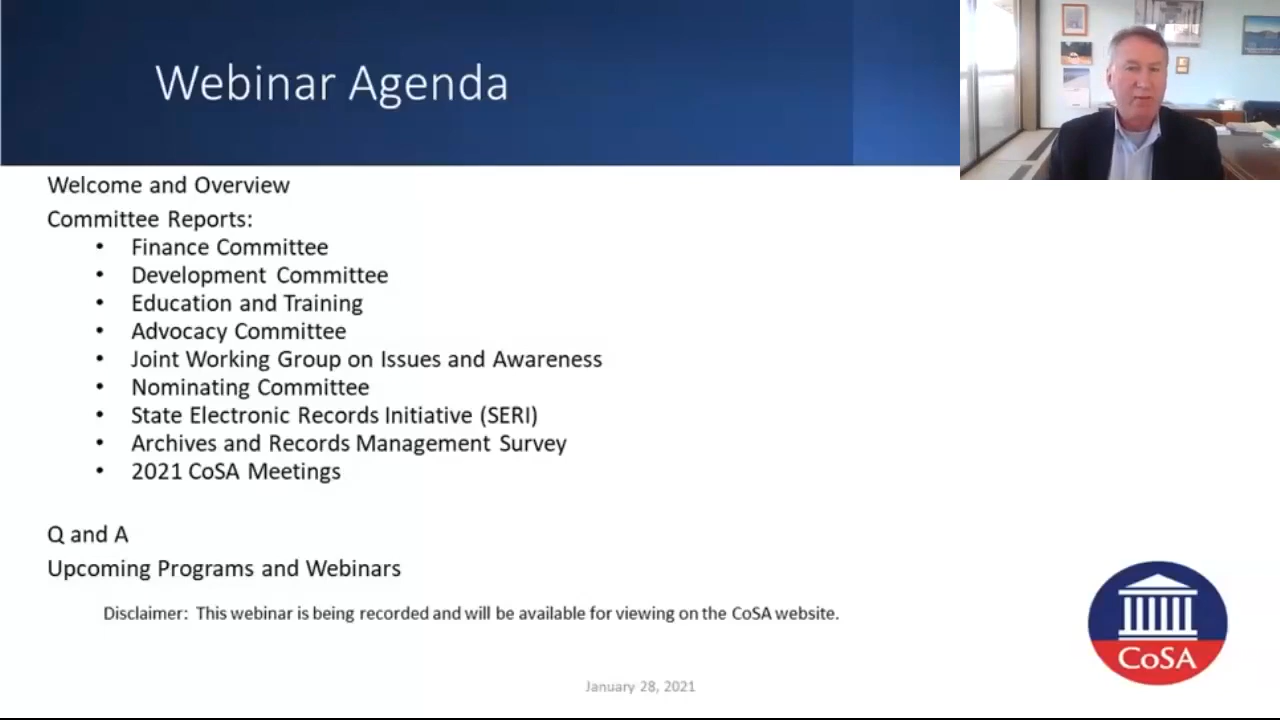 Webinar Agenda
Welcome and Overview
Committee Reports:
• Finance Committee
• Development Committee
• Education and Training
• Advocacy Committee
• Joint Working Group on Issues and Awareness
• Nominating Committee
• State Electronic Records Initiative (SERI)
• Archives and Records Management Survey
• 2021 CoSA Meetings
Q and A
Upcoming Programs and Webinars
Disclaimer: This webinar is being recorded and will be available for viewing on the CoSA website.
CoSA
January 28, 2021